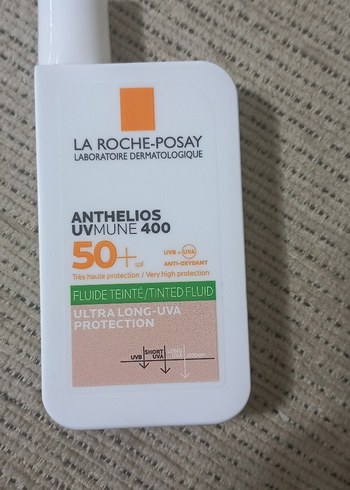 LA ROCHE-POSAY
LABORATOIRE DERMATOLOGIQUE
ANTHELIOS
UVMUNE 400
50+
UVB + UVA
ANTI-OXYDANT
Très haute protection / Very high protection
FLUIDE TEINTÉ/TINTED FLUID
ULTRA LONG-UVA
PROTECTION
UVB
SHORT
UVA
LONG